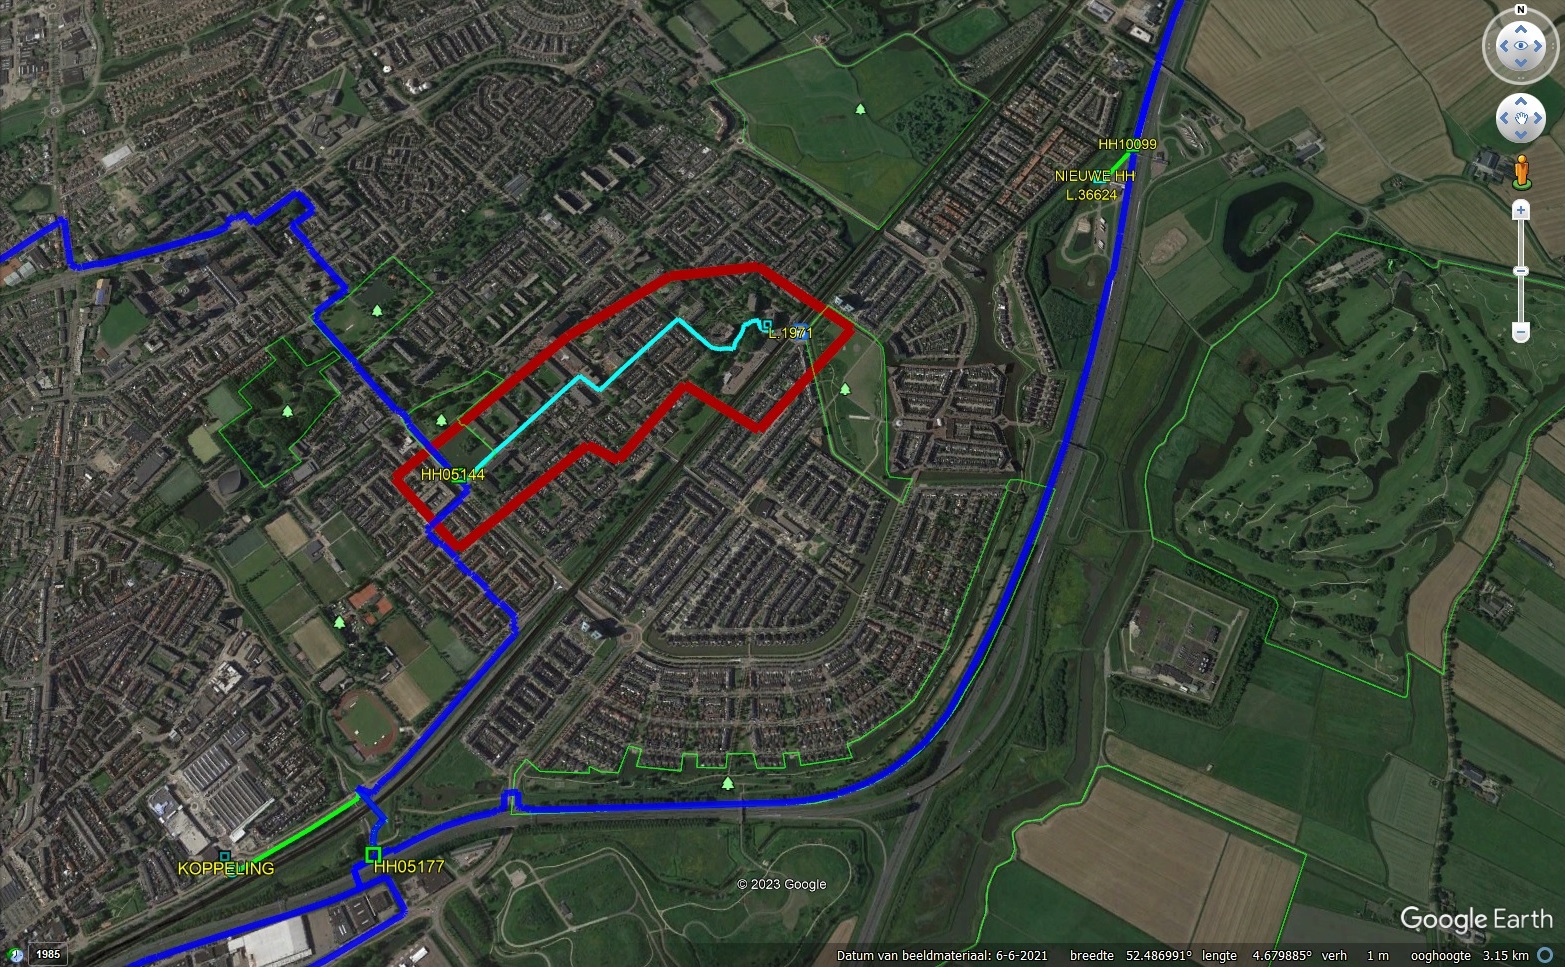 N
HH10099
NIEUWE HH
L.36624
L.1971
HH05144
KOPPELING
HH05177
© 2023 Google
Google Earth
1985
Datum van beeldmateriaal: 6-6-2021 breedte 52.486991° lengte 4.679885° verh 1 m ooghoogte 3.15 km